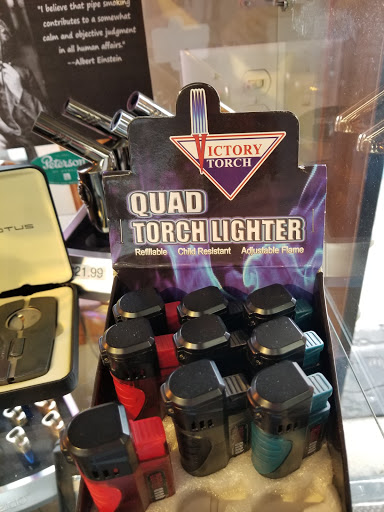 "I believe that pipe smoking
contributes to a somewhat
calm and objective judgment
in all human affairs."
--Albert Einstein
Peterson
VICTORY
TORCH
QUAD
TORCH LIGHTER
Refillable Child Resistant Adjustable Flame
OTUS
21.99